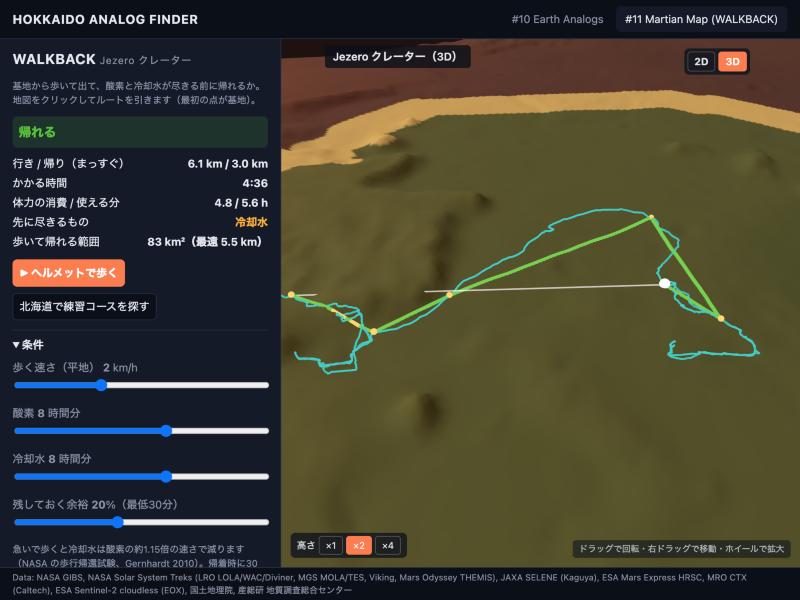 HOKKAIDO ANALOG FINDER
#10 Earth Analogs
#11 Martian Map (WALKBACK)
WALKBACK Jezero クレーター
基地から歩いて出て、酸素と冷却水が尽きる前に帰れるか。
地図をクリックしてルートを引きます（最初の点が基地）。
帰れる
行き / 帰り（まっすぐ） 6.1 km / 3.0 km
かかる時間 4:36
体力の消費 / 使える分 4.8 / 5.6 h
先に尽きるもの 冷却水
歩いて帰れる範囲 83 km²（最遠 5.5 km）
▶ ヘルメットで歩く
北海道で練習コースを探す
▼条件
歩く速さ（平地） 2 km/h
酸素 8 時間分
冷却水 8 時間分
残しておく余裕 20%（最低30分）
急いで歩くと冷却水は酸素の約1.15倍の速さで減ります
（NASA の歩行帰還試験、Gernhardt 2010）。帰着時に30
Jezero クレーター（3D）
2D 3D
高さ ×1 ×2 ×4
ドラッグで回転・右ドラッグで移動・ホイールで拡大
Data: NASA GIBS, NASA Solar System Treks (LRO LOLA/WAC/Diviner, MGS MOLA/TES, Viking, Mars Odyssey THEMIS), JAXA SELENE (Kaguya), ESA Mars Express HRSC, MRO CTX
(Caltech), ESA Sentinel-2 cloudless (EOX), 国土地理院, 産総研 地質調査総合センター